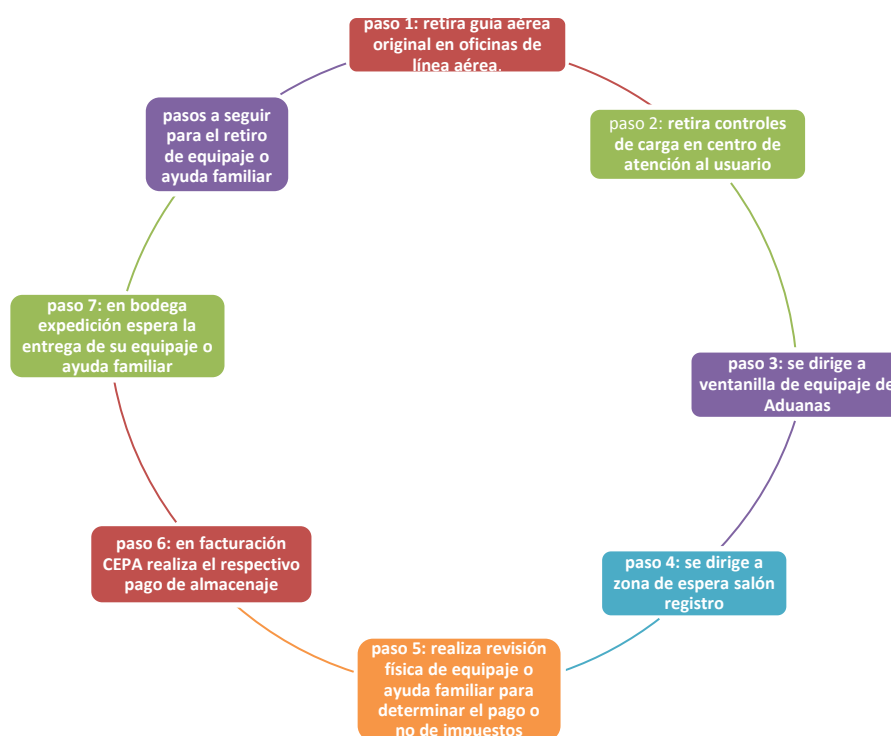 paso 1: retira guía aérea
original en oficinas de
línea aérea.
pasos a seguir
para el retiro
de equipaje o
ayuda familiar
paso 2: retira controles
de carga en centro de
atención al usuario
paso 7: en bodega
expedición espera la
entrega de su equipaje o
ayuda familiar
paso 3: se dirige a
ventanilla de equipaje de
Aduanas
paso 6: en facturación
CEPA realiza el respectivo
pago de almacenaje
paso 4: se dirige a
zona de espera salón
registro
paso 5: realiza revisión
física de equipaje o
ayuda familiar para
determinar el pago o
no de impuestos